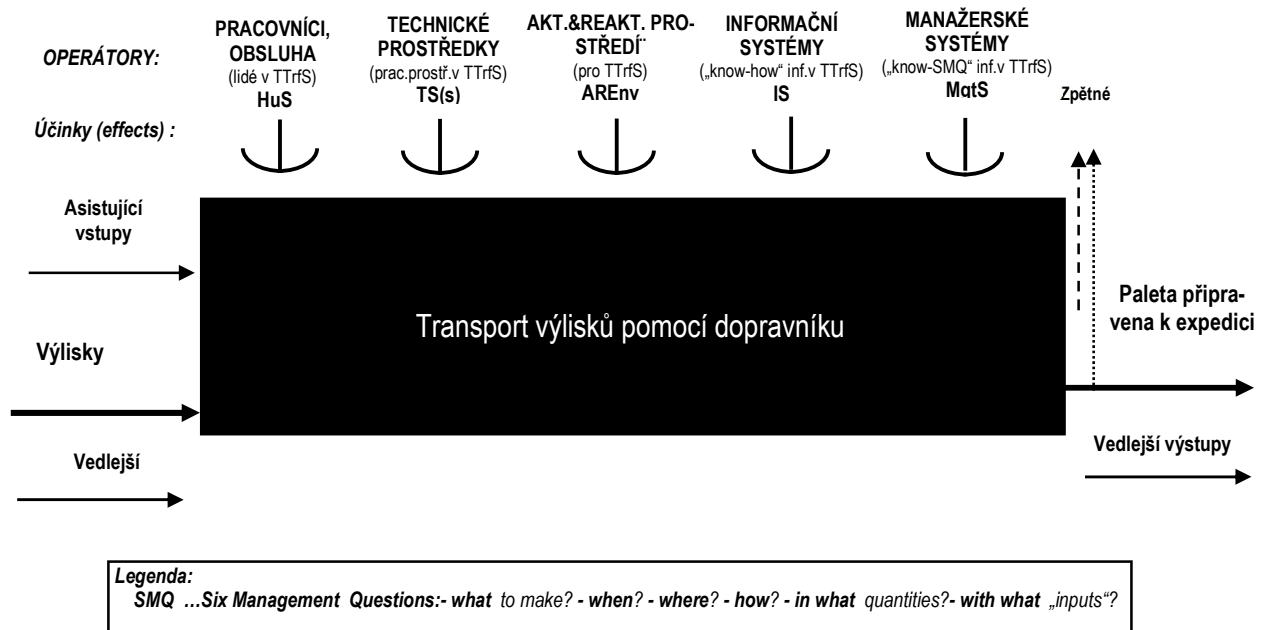 OPERÁTORY:
PRACOVNÍCI,
OBSLUHA
(lidé v TTrfS)
HuS
TECHNICKÉ
PROSTŘEDKY
(prac.prostř.v TTrfS)
TS(s)
AKT.&REAKT. PRO-
STŘEDÍ¨
(pro TTrfS)
AREnv
INFORMAČNÍ
SYSTÉMY
(„know-how“ inf.v TTrfS)
IS
MANAŽERSKÉ
SYSTÉMY
(„know-SMQ“ inf.v TTrfS)
MgtS
Zpětné
Účinky (effects) :
Asistující
vstupy
Výlisky
Vedlejší
Transport výlisků pomocí dopravníku
Paleta připra-
vena k expedici
Vedlejší výstupy
Legenda:
SMQ ...Six Management Questions:- what to make? - when? - where? - how? - in what quantities?- with what „inputs“?